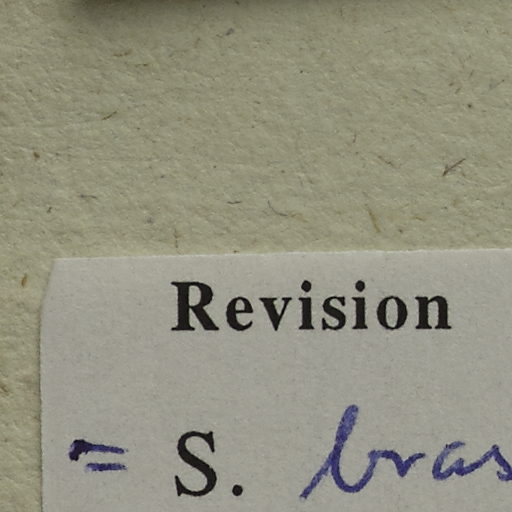 Revision
= S. bras